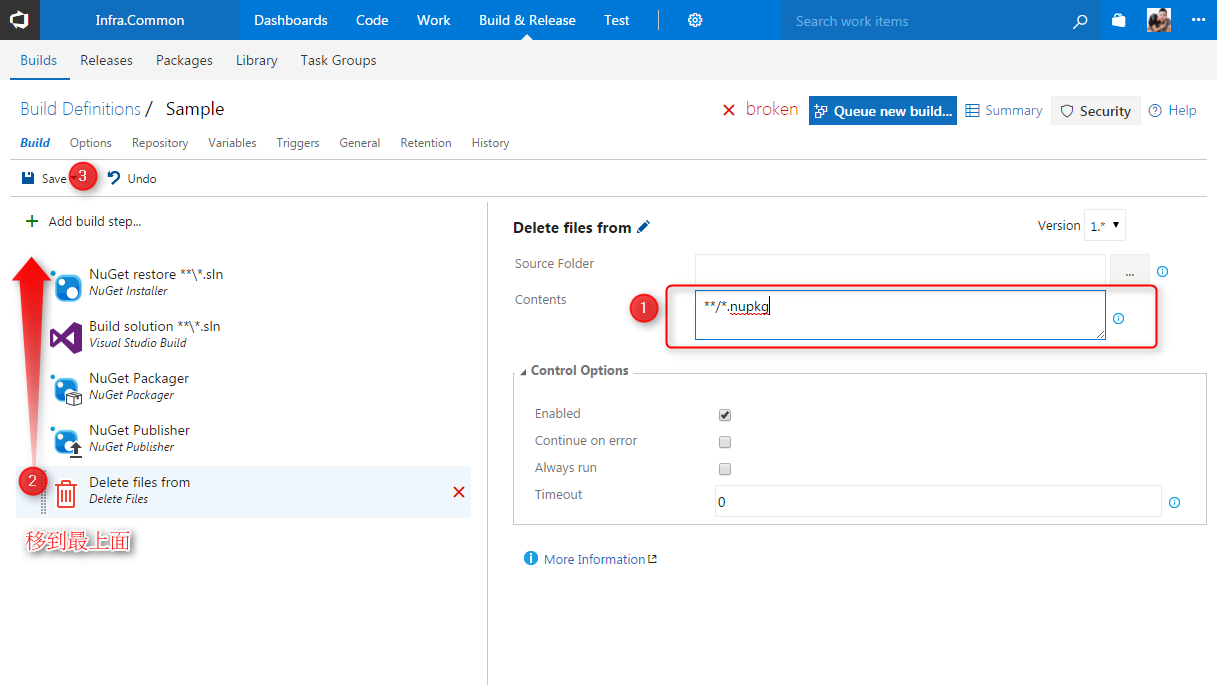 Infra.Common Dashboards Code Work Build & Release Test Search work items
Builds Releases Packages Library Task Groups
Build Definitions / Sample
broken Queue new build... Summary Security Help
Build Options Repository Variables Triggers General Retention History
Save 3 Undo
Add build step...
NuGet restore **\*.sln
NuGet Installer
Build solution **\*.sln
Visual Studio Build
NuGet Packager
NuGet Packager
NuGet Publisher
NuGet Publisher
2 Delete files from
Delete Files
移到最上面
Delete files from
Version 1.*
Source Folder ...
Contents 1 **/*.nupkg
Control Options
Enabled
Continue on error
Always run
Timeout 0
More Information